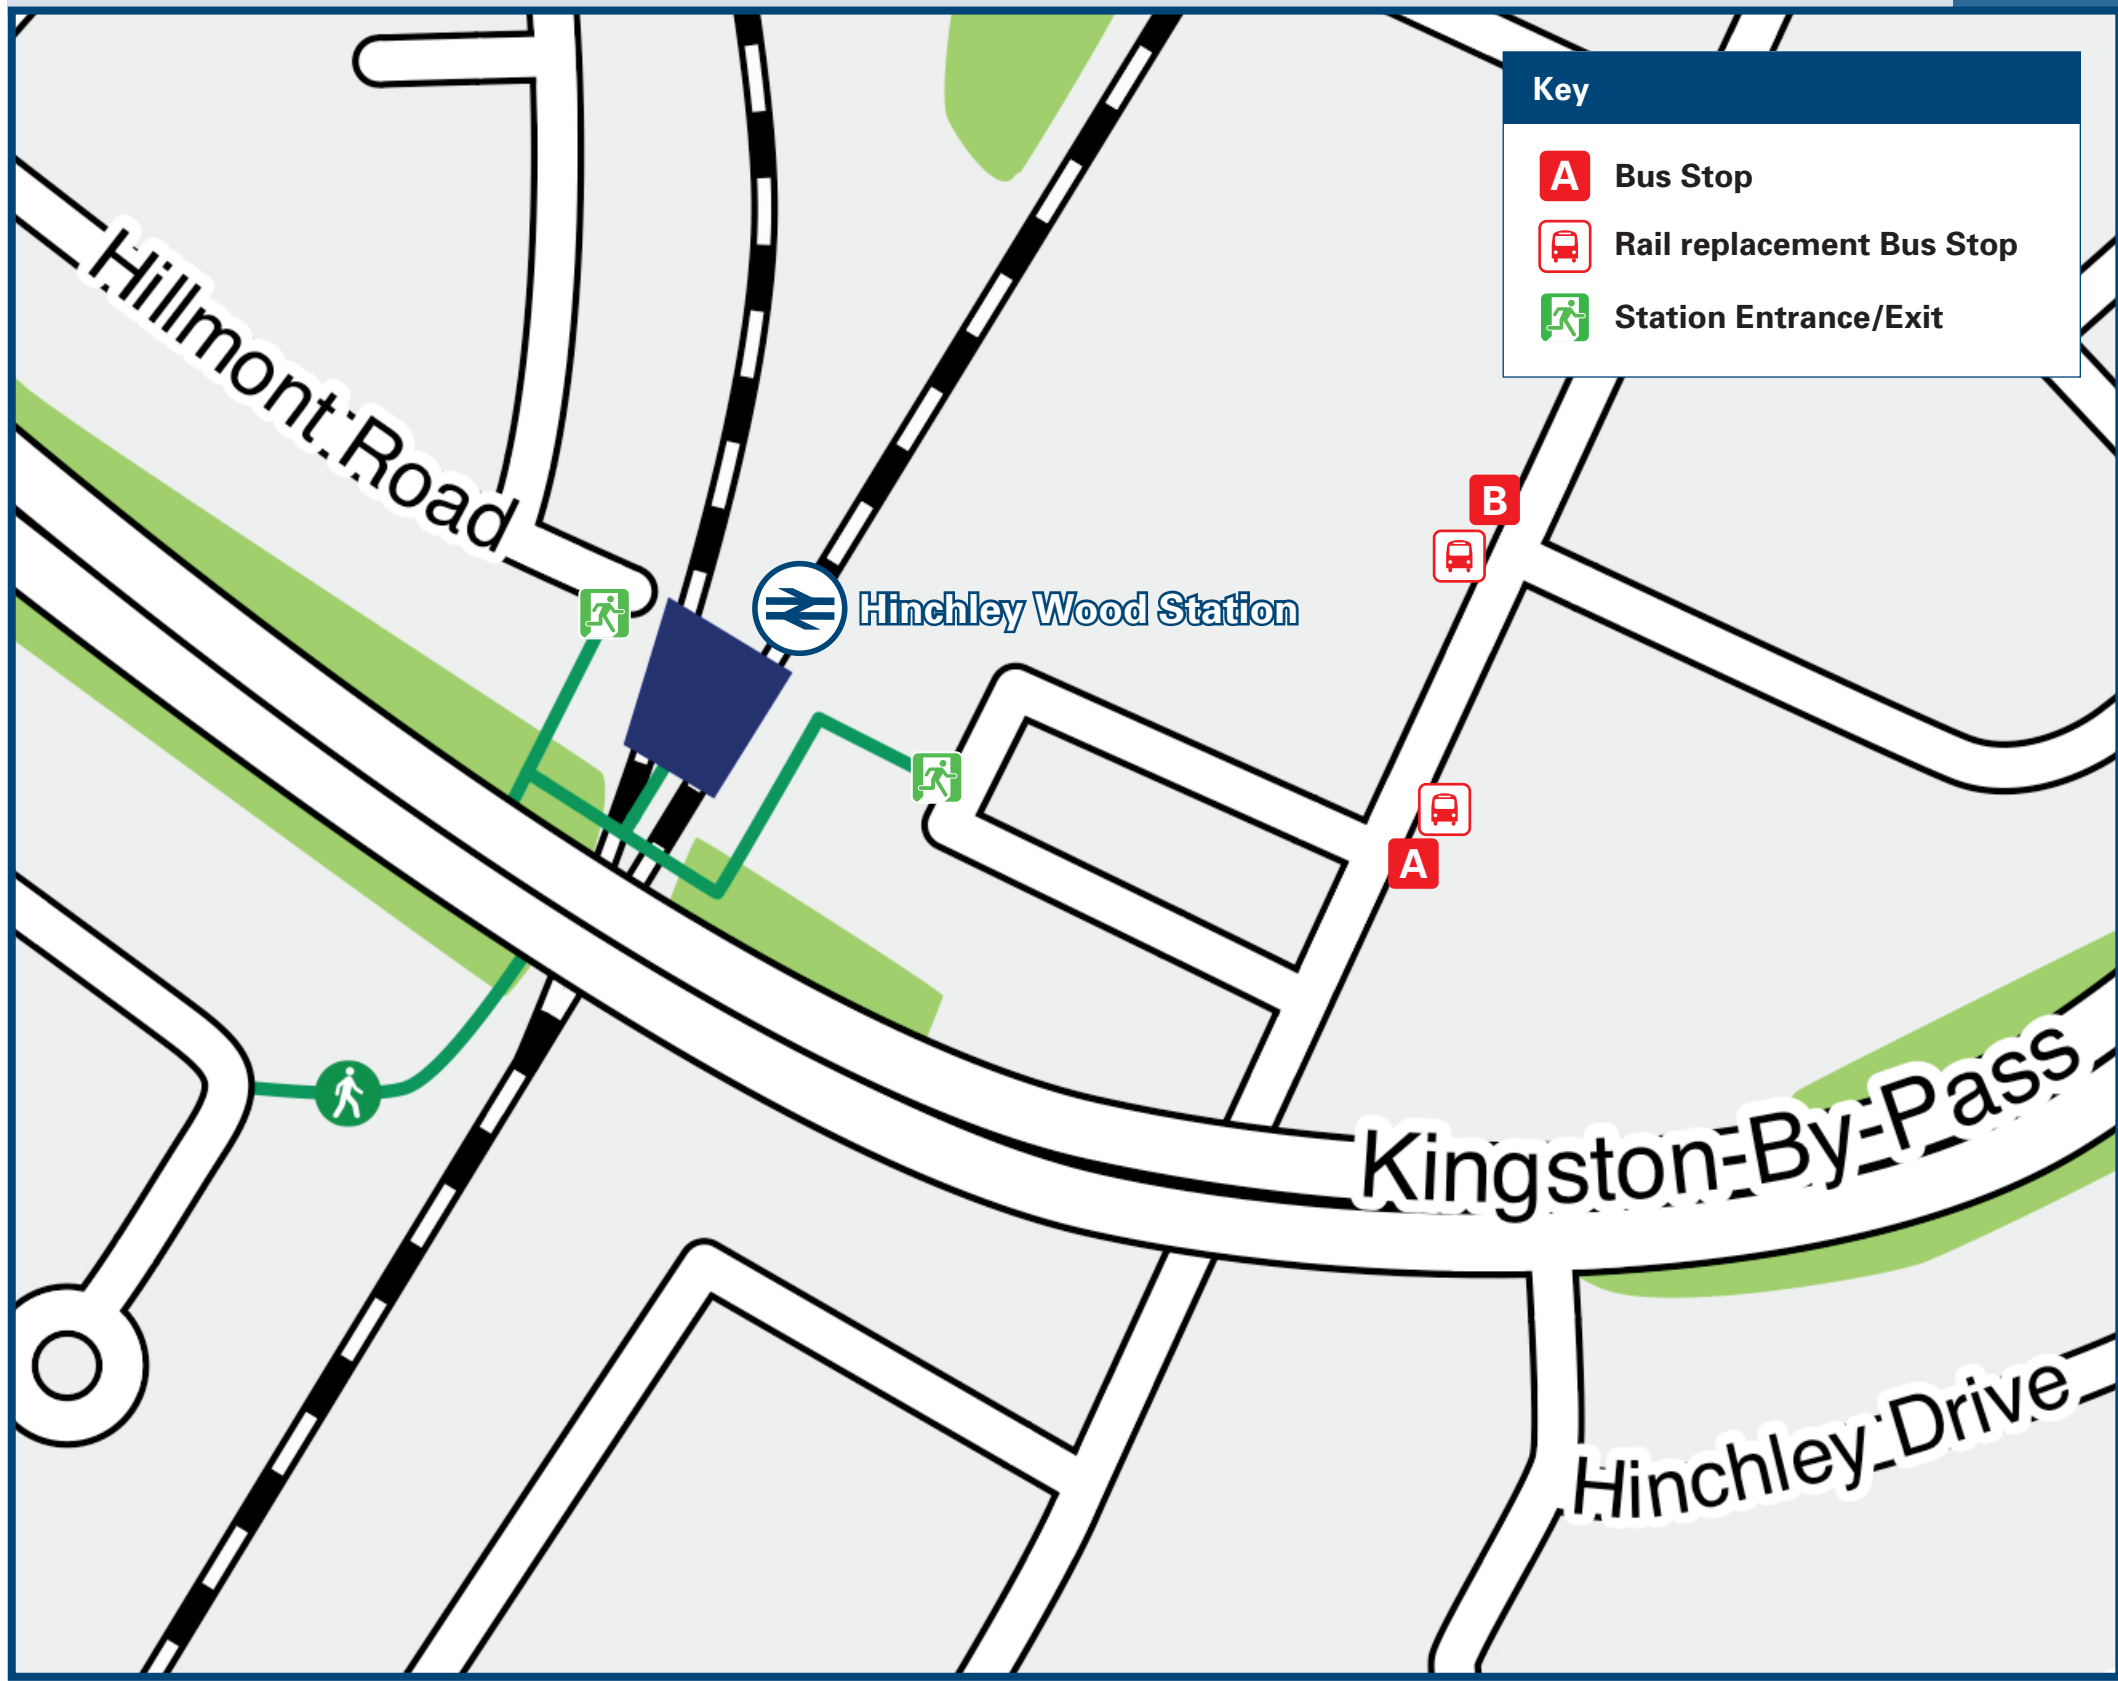 Key
A Bus Stop
Rail replacement Bus Stop
Station Entrance/Exit
Hillmont Road
B
Hinchley Wood Station
A
Kingston By-Pass
Hinchley Drive